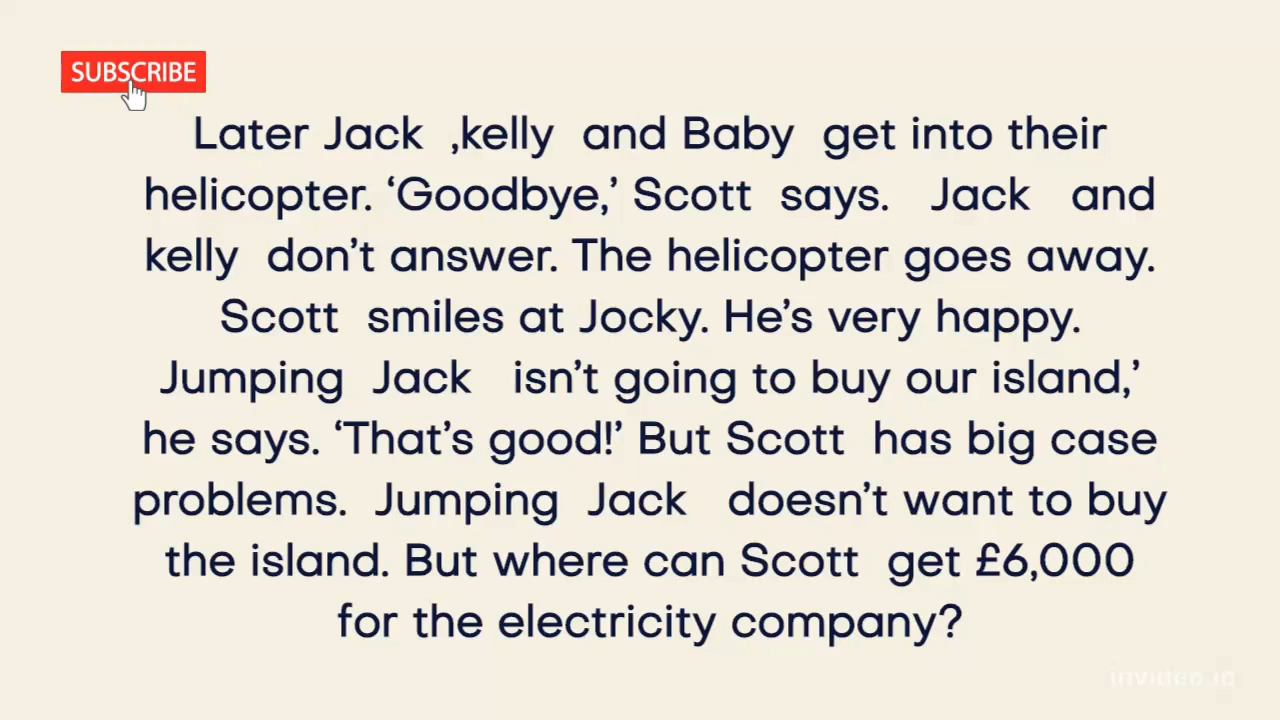 SUBSCRIBE
Later Jack ,kelly and Baby get into their
helicopter. ‘Goodbye,’ Scott says. Jack and
kelly don’t answer. The helicopter goes away.
Scott smiles at Jocky. He’s very happy.
Jumping Jack isn’t going to buy our island,’
he says. ‘That’s good!’ But Scott has big case
problems. Jumping Jack doesn’t want to buy
the island. But where can Scott get £6,000
for the electricity company?
invideo.io